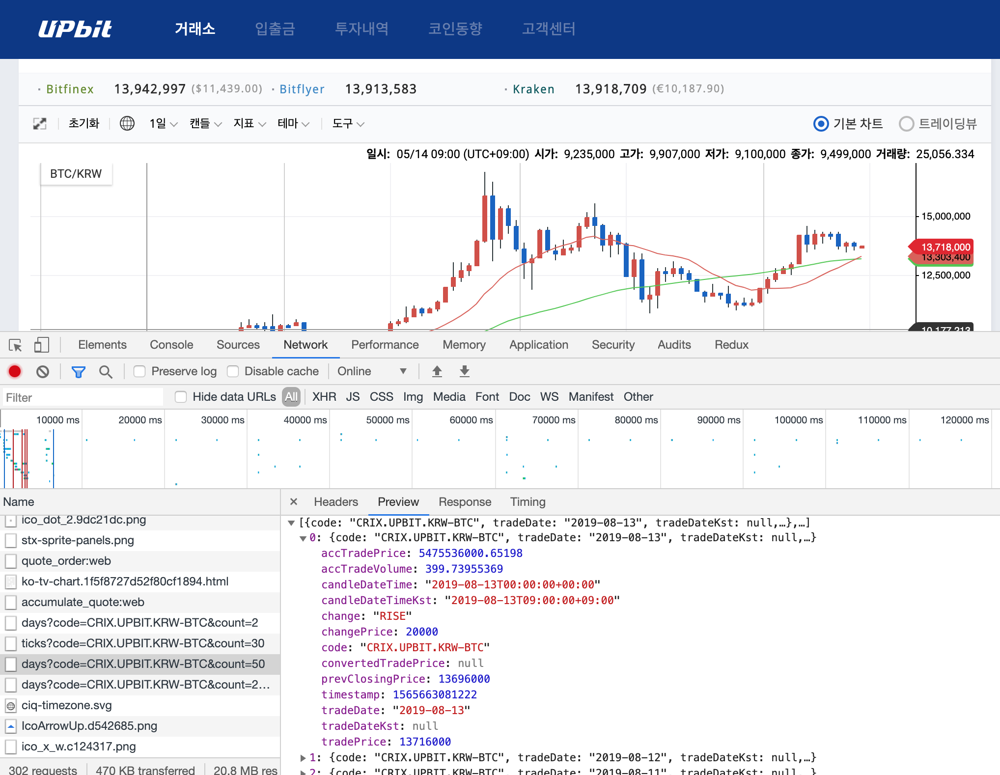 UPbit 거래소 입출금 투자내역 코인동향 고객센터
· Bitfinex 13,942,997 ($11,439.00) · Bitflyer 13,913,583 · Kraken 13,918,709 (€10,187.90)
초기화 1일 캔들 지표 테마 도구 기본 차트 트레이딩뷰
일시: 05/14 09:00 (UTC+09:00) 시가: 9,235,000 고가: 9,907,000 저가: 9,100,000 종가: 9,499,000 거래량: 25,056.334
BTC/KRW
15,000,000
13,718,000
13,303,400
12,500,000
10,177,213
Elements Console Sources Network Performance Memory Application Security Audits Redux
Preserve log Disable cache Online
Filter Hide data URLs All XHR JS CSS Img Media Font Doc WS Manifest Other
10000 ms 20000 ms 30000 ms 40000 ms 50000 ms 60000 ms 70000 ms 80000 ms 90000 ms 100000 ms 110000 ms 120000 ms
Name
ico_dot_2.9dc21dc.png
stx-sprite-panels.png
quote_order:web
ko-tv-chart.1f5f8727d52f80cf1894.html
accumulate_quote:web
days?code=CRIX.UPBIT.KRW-BTC&count=2
ticks?code=CRIX.UPBIT.KRW-BTC&count=30
days?code=CRIX.UPBIT.KRW-BTC&count=50
days?code=CRIX.UPBIT.KRW-BTC&count=2…
ciq-timezone.svg
IcoArrowUp.d542685.png
ico_x_w.c124317.png
302 requests 470 KB transferred 20.8 MB res
× Headers Preview Response Timing
[{code: "CRIX.UPBIT.KRW-BTC", tradeDate: "2019-08-13", tradeDateKst: null,…},…]
0: {code: "CRIX.UPBIT.KRW-BTC", tradeDate: "2019-08-13", tradeDateKst: null,…}
accTradePrice: 5475536000.65198
accTradeVolume: 399.73955369
candleDateTime: "2019-08-13T00:00:00+00:00"
candleDateTimeKst: "2019-08-13T09:00:00+09:00"
change: "RISE"
changePrice: 20000
code: "CRIX.UPBIT.KRW-BTC"
convertedTradePrice: null
prevClosingPrice: 13696000
timestamp: 1565663081222
tradeDate: "2019-08-13"
tradeDateKst: null
tradePrice: 13716000
1: {code: "CRIX.UPBIT.KRW-BTC", tradeDate: "2019-08-12", tradeDateKst: null,…}
2: {code: "CRIX.UPBIT.KRW-BTC", tradeDate: "2019-08-11", tradeDateKst: null,…}